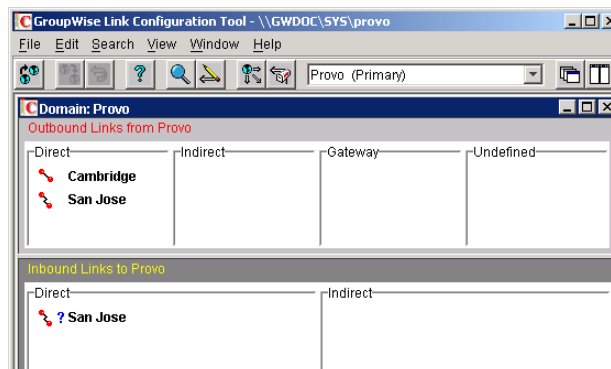 GroupWise Link Configuration Tool - \\GWDOC\SYS\provo
File Edit Search View Window Help
Provo (Primary)
Domain: Provo
Outbound Links from Provo
Direct Indirect Gateway Undefined
Cambridge
San Jose
Inbound Links to Provo
Direct Indirect
? San Jose